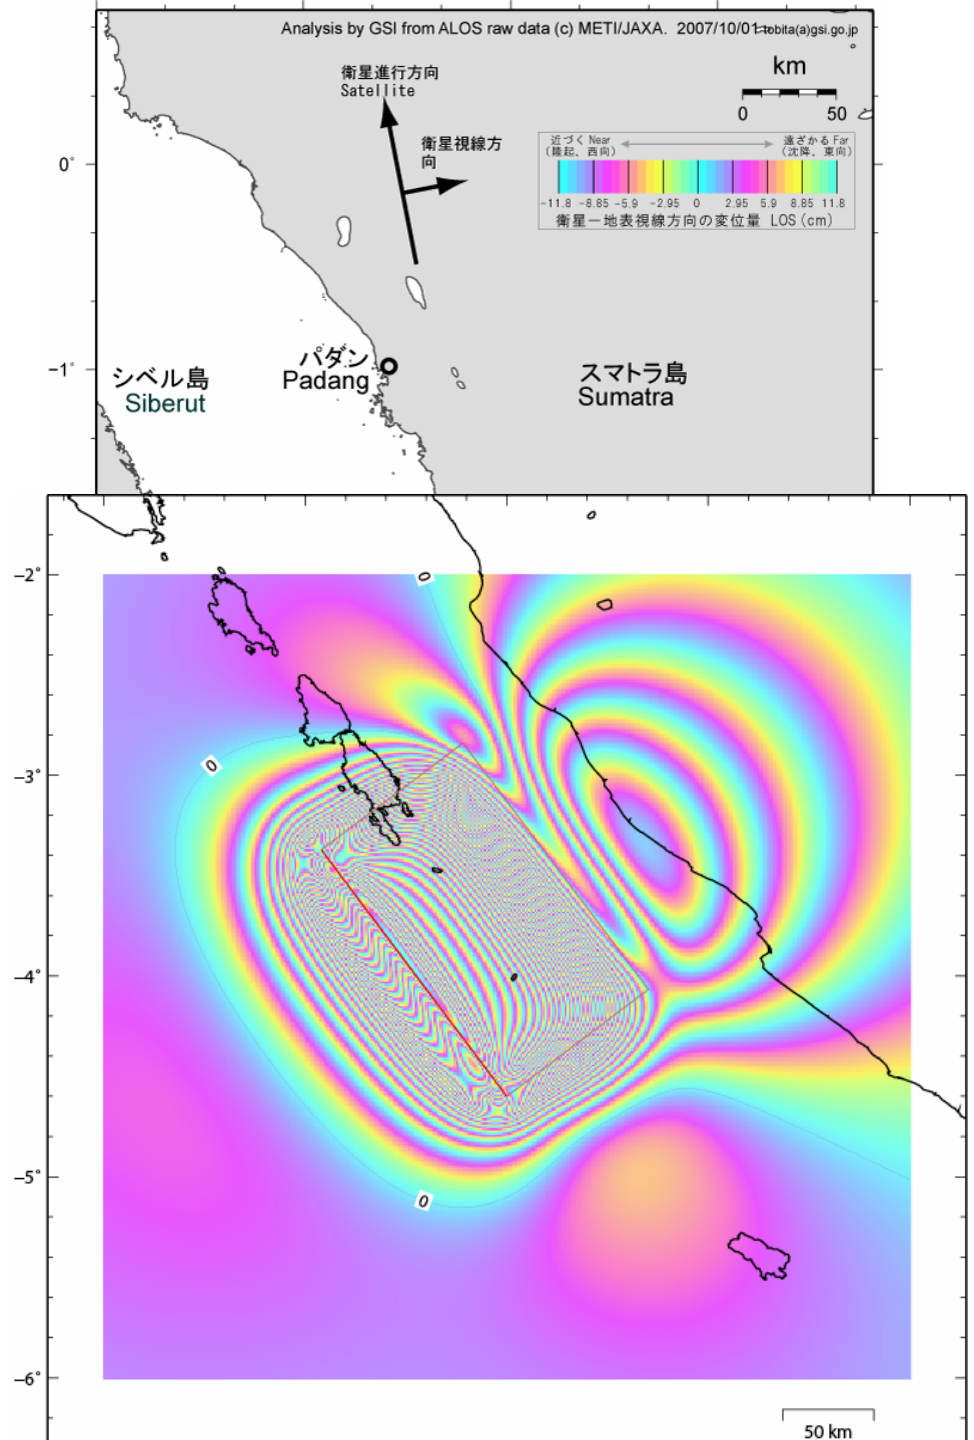 Analysis by GSI from ALOS raw data (c) METI/JAXA. 2007/10/01 tobita(a)gsi.go.jp
衛星進行方向
Satellite
km
0 50
衛星視線方
向
近づく Near 遠ざかる Far
(隆起、西向) (沈降、東向)
-11.8 -8.85 -5.9 -2.95 0 2.95 5.9 8.85 11.8
衛星－地表視線方向の変位量 LOS(cm)
0°
-1°
シベル島
Siberut
パダン
Padang
スマトラ島
Sumatra
-2°
0
-3°
0
-4°
-5°
0
-6°
50 km